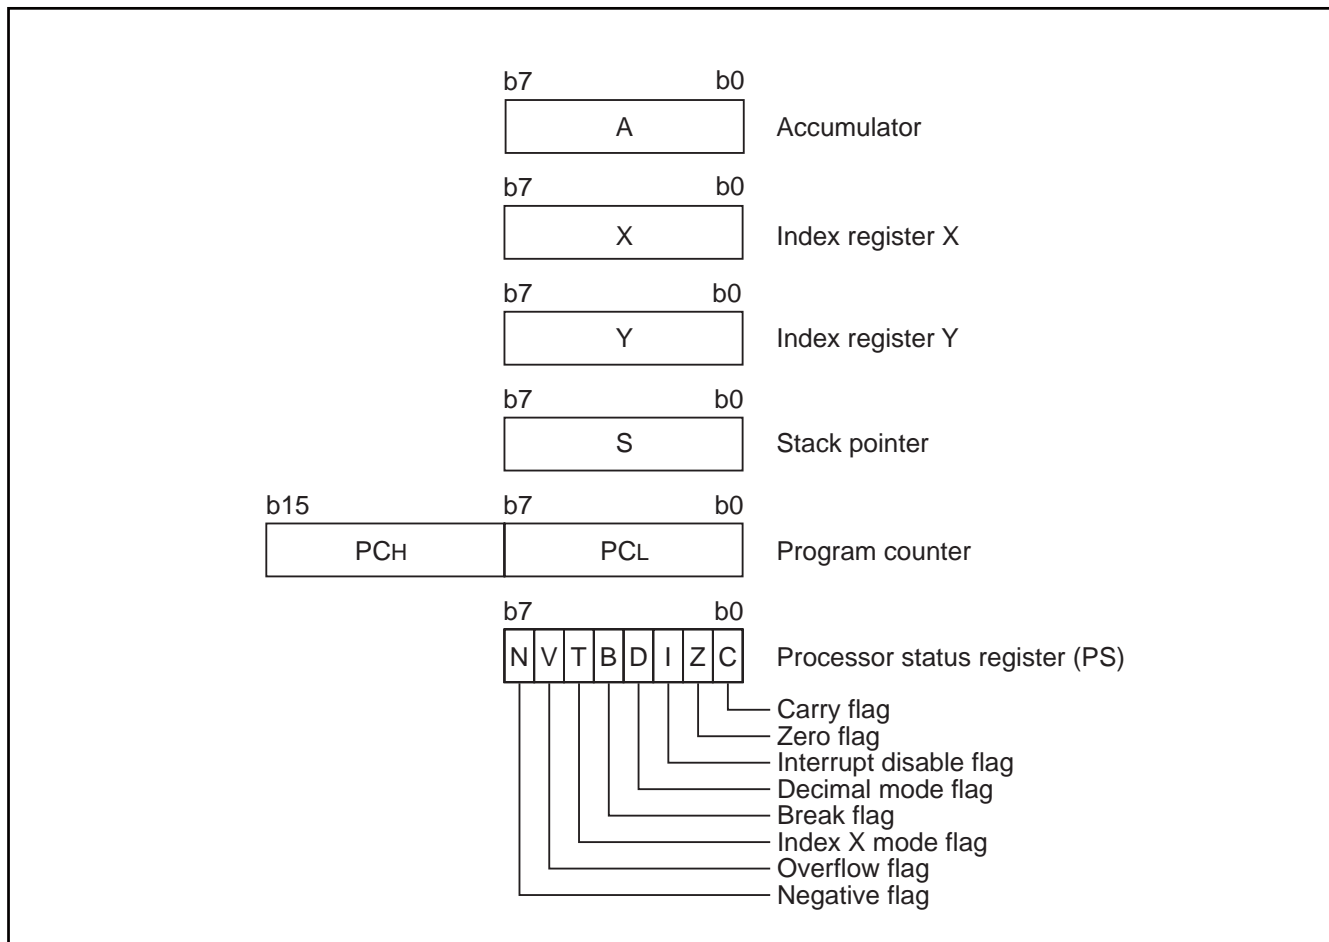 b7 b0
A Accumulator
b7 b0
X Index register X
b7 b0
Y Index register Y
b7 b0
S Stack pointer
b15 b7 b0
PCH PCL Program counter
b7 b0
N V T B D I Z C Processor status register (PS)
Carry flag
Zero flag
Interrupt disable flag
Decimal mode flag
Break flag
Index X mode flag
Overflow flag
Negative flag